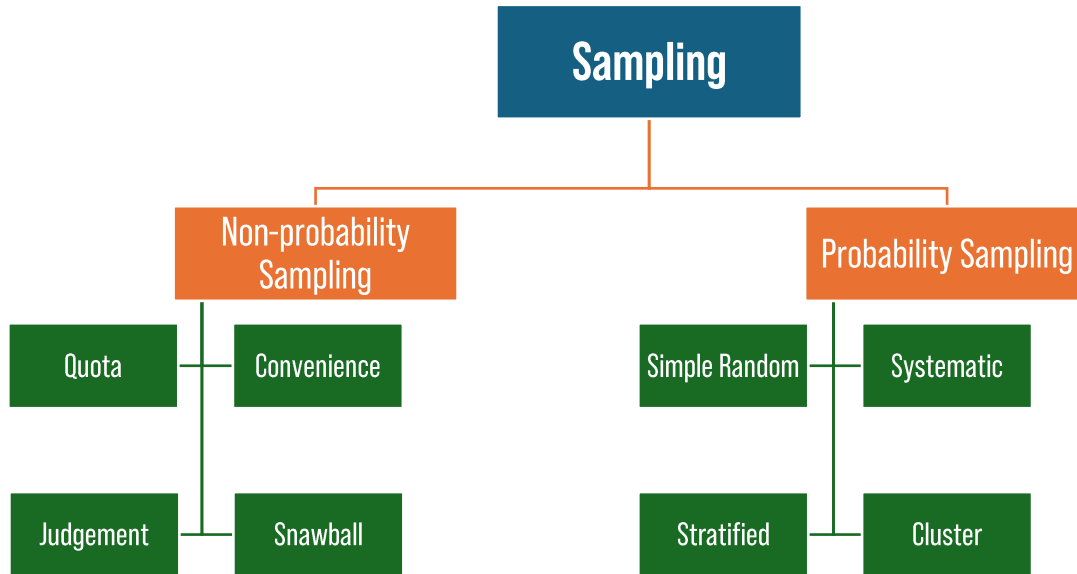 Sampling
Non-probability
Sampling
Probability Sampling
Quota
Convenience
Simple Random
Systematic
Judgement
Snawball
Stratified
Cluster